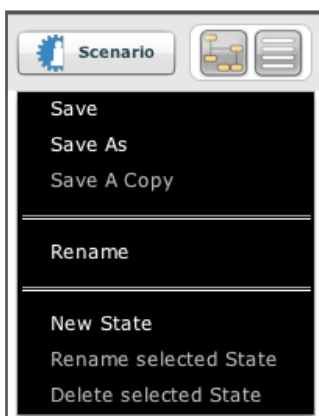 Scenario
Save
Save As
Save A Copy
Rename
New State
Rename selected State
Delete selected State